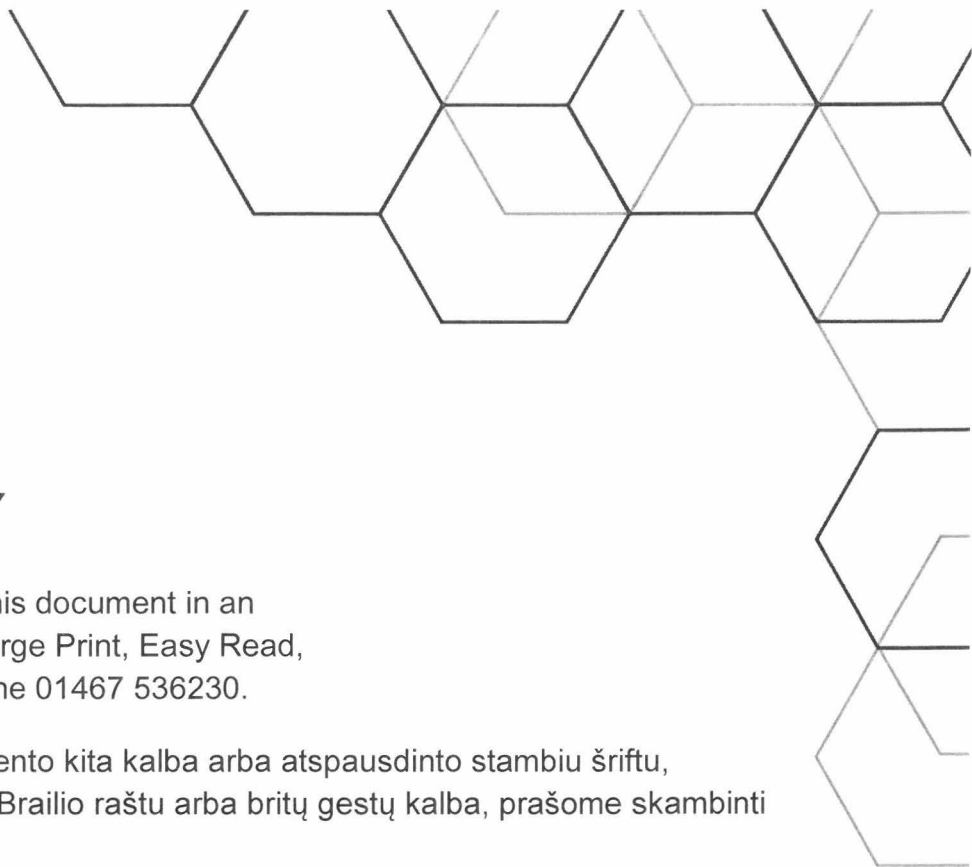 his document in an
rge Print, Easy Read,
ne 01467 536230.
ento kita kalba arba atspausdinto stambiu šriftu,
Brailio raštu arba britų gestų kalba, prašome skambinti